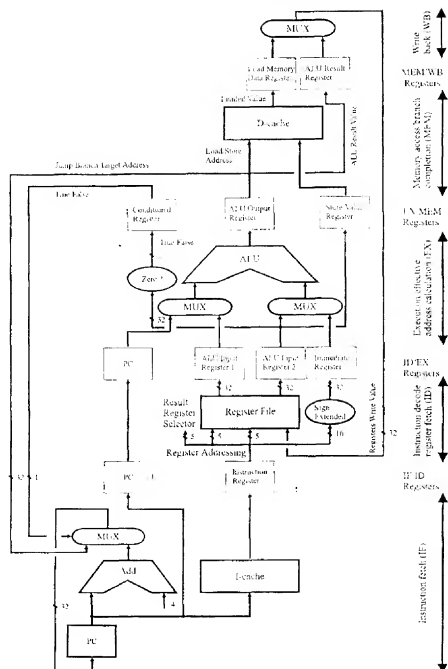 MUX
Write
back (WB)
Load Memory
Data Register
ALU Result
Register
MEM/WB
Registers
Loaded Value
D-cache
Load/Store
Address
ALU Result Value
Memory access/branch
completion (MEM)
Jump/Branch Target Address
True/False
Conditional
Register
ALU Output
Register
Store Value
Register
EX/MEM
Registers
True/False
ALU
Zero?
32
MUX
MUX
Execution/effective
address calculation (EX)
PC
ALU Input
Register 1
ALU Input
Register 2
Immediate
Register
ID/EX
Registers
32
32
32
Result
Register
Selector
Register File
Sign
Extended
5
5
5
16
Register Addressing
Registers Write Value
32
Instruction decode
register fetch (ID)
PC
Instruction
Register
IF/ID
Registers
32
1
MUX
Add
I-cache
32
4
PC
Instruction fetch (IF)